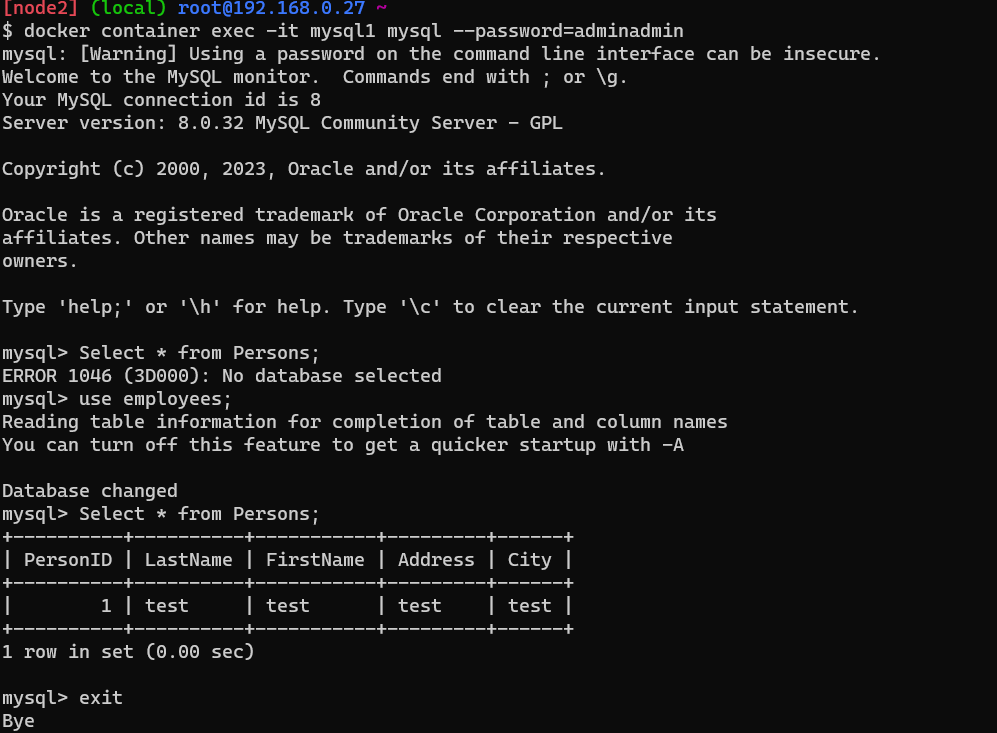 [node2] (local) root@192.168.0.27 ~
$ docker container exec -it mysql1 mysql --password=adminadmin
mysql: [Warning] Using a password on the command line interface can be insecure.
Welcome to the MySQL monitor.  Commands end with ; or \g.
Your MySQL connection id is 8
Server version: 8.0.32 MySQL Community Server - GPL

Copyright (c) 2000, 2023, Oracle and/or its affiliates.

Oracle is a registered trademark of Oracle Corporation and/or its
affiliates. Other names may be trademarks of their respective
owners.

Type 'help;' or '\h' for help. Type '\c' to clear the current input statement.

mysql> Select * from Persons;
ERROR 1046 (3D000): No database selected
mysql> use employees;
Reading table information for completion of table and column names
You can turn off this feature to get a quicker startup with -A

Database changed
mysql> Select * from Persons;
+----------+----------+-----------+---------+------+
| PersonID | LastName | FirstName | Address | City |
+----------+----------+-----------+---------+------+
|        1 | test     | test      | test    | test |
+----------+----------+-----------+---------+------+
1 row in set (0.00 sec)

mysql> exit
Bye